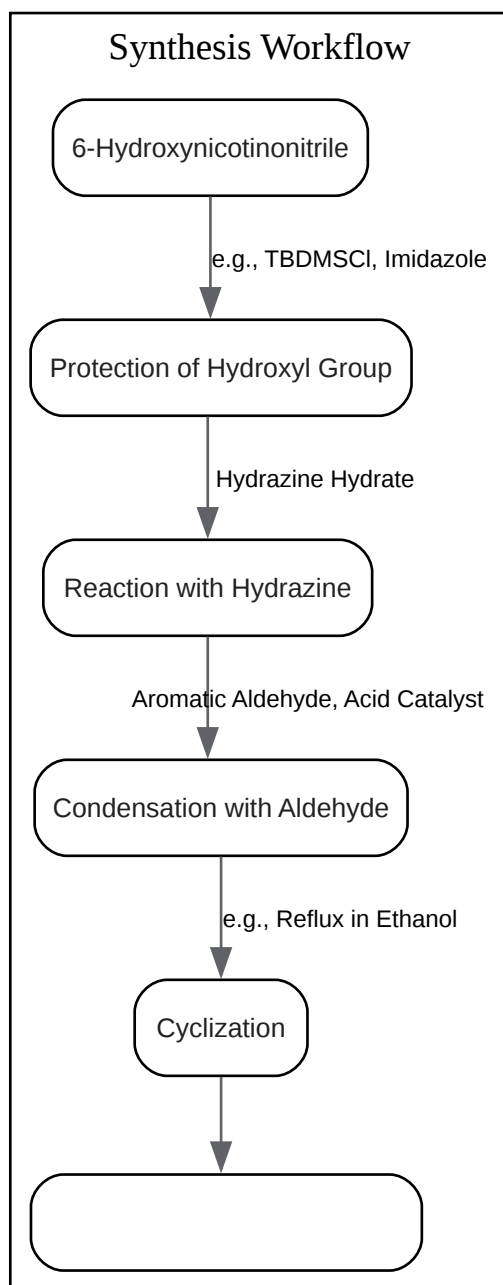 Synthesis Workflow
6-Hydroxynicotinonitrile
e.g., TBDMSCl, Imidazole
Protection of Hydroxyl Group
Hydrazine Hydrate
Reaction with Hydrazine
Aromatic Aldehyde, Acid Catalyst
Condensation with Aldehyde
e.g., Reflux in Ethanol
Cyclization